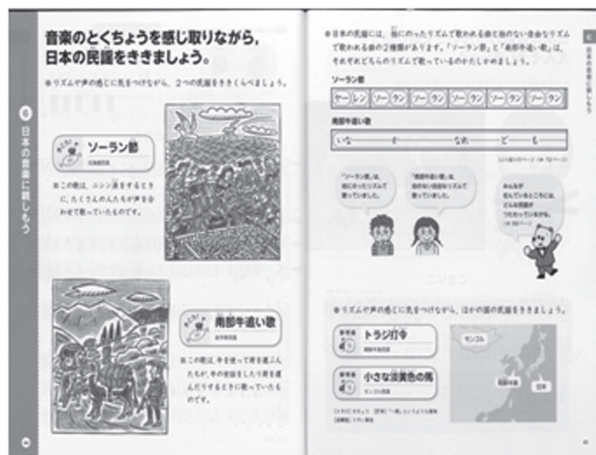 音楽のとくちょうを感じ取りながら,
日本の民謡をききましょう。
リズムや声の感じに気をつけながら，2つの民謡をききくらべましょう。
6 日本の音楽に親しもう
ソーラン節
北海道民謡
この歌は，ニシン漁をするとき
に，たくさんの人たちが声を合
わせて歌っていたものです。
南部牛追い歌
岩手県民謡
この歌は，牛を使って荷を運ぶ人
たちが，牛の世話をしたり荷を運
んだりするときに歌っていたも
のです。
日本の民謡には，拍にのったリズムで歌われる曲と拍のない自由なリズム
で歌われる曲の2種類があります。「ソーラン節」と「南部牛追い歌」は，
それぞれどちらのリズムで歌っているのかたしかめましょう。
6
日本の音楽に親しもう
ソーラン節
ヤーレン ソーラン ソーラン ソーラン ソーラン ソーラン
南部牛追い歌
いな か なれ ど も
「ソーラン節」は，
拍にのったリズムで
歌っていました。
「南部牛追い歌」は，
拍のない自由なリズムで
歌っていました。
みんなが
住んでいるところには，
どんな民謡が
つたわっているかな。
リズムや声の感じに気をつけながら，ほかの国の民謡をききましょう。
参考曲
トラジ打令
朝鮮半島民謡
参考曲
小さな淡黄色の馬
モンゴル民謡
モンゴル
朝鮮半島
日本